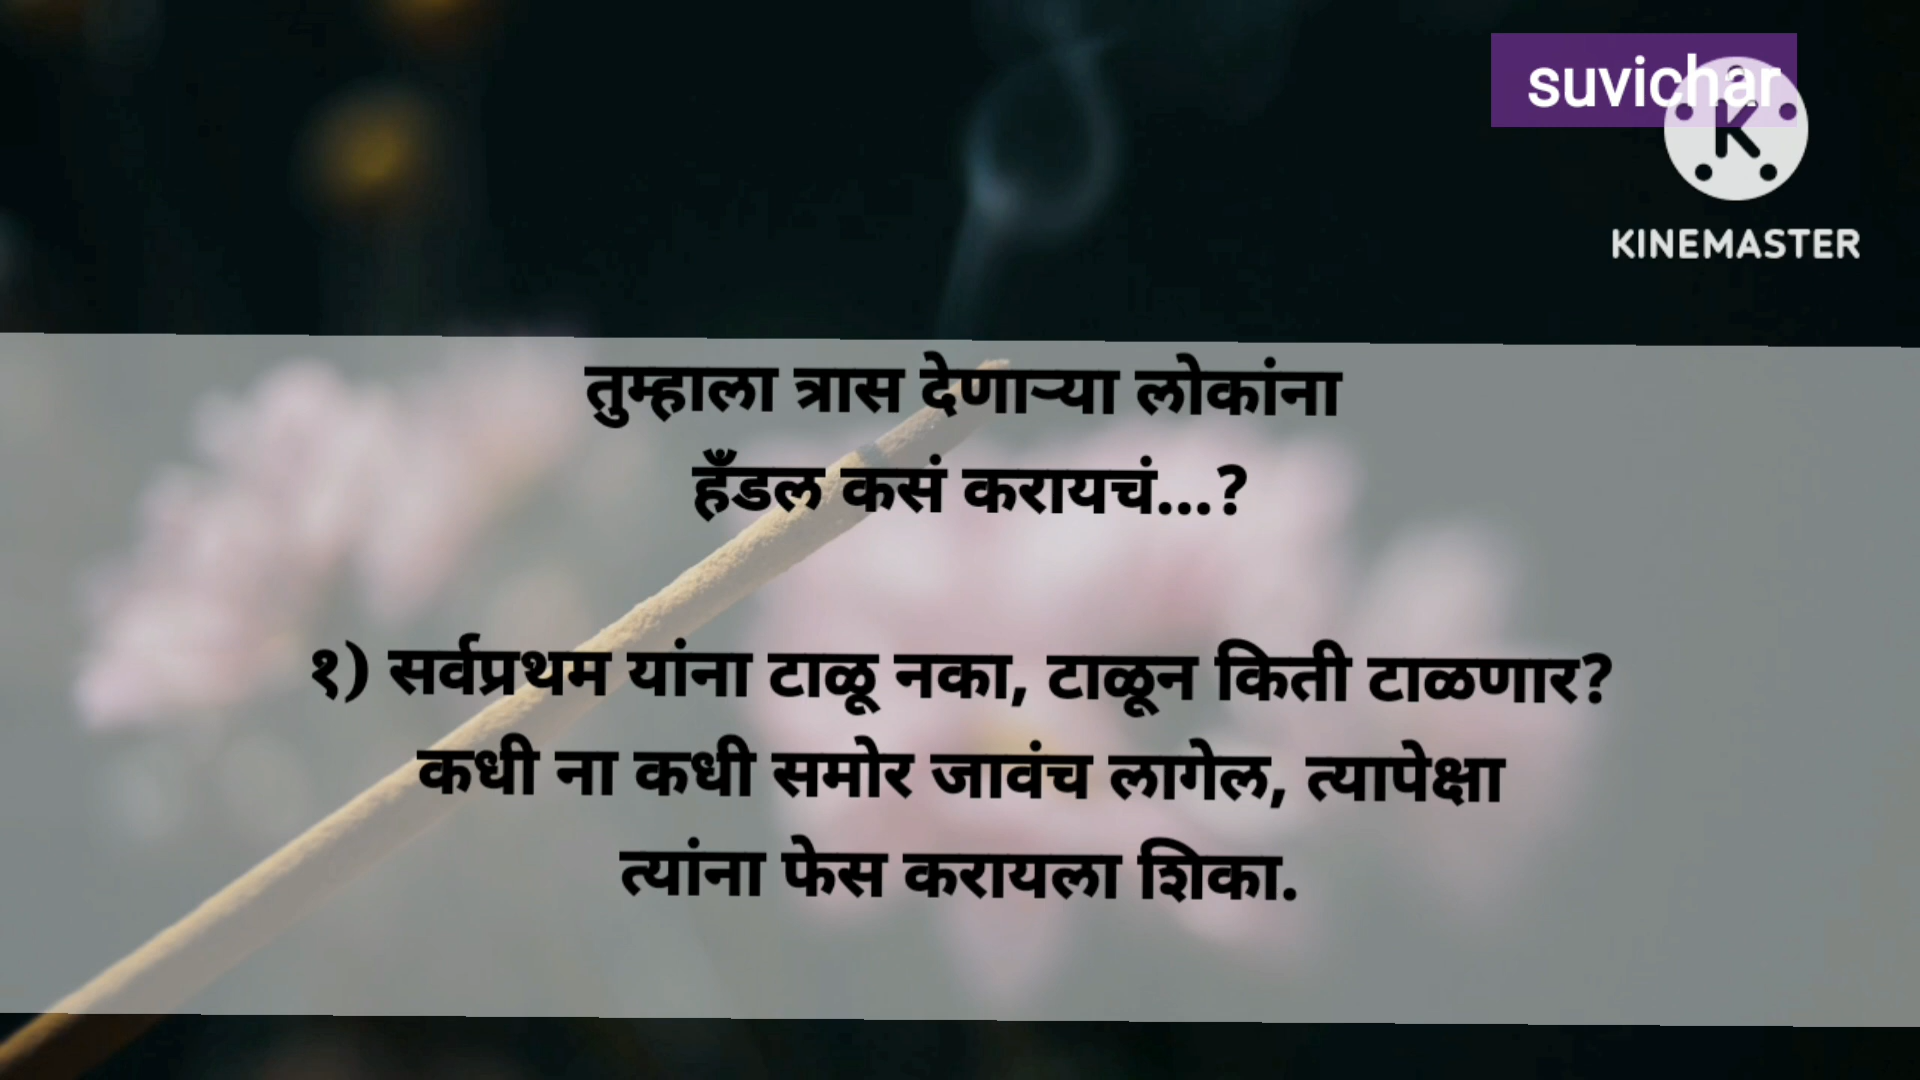 suvichar
KINEMASTER
तुम्हाला त्रास देणाऱ्या लोकांना
हँडल कसं करायचं...?
१) सर्वप्रथम यांना टाळू नका, टाळून किती टाळणार?
कधी ना कधी समोर जावंच लागेल, त्यापेक्षा
त्यांना फेस करायला शिका.